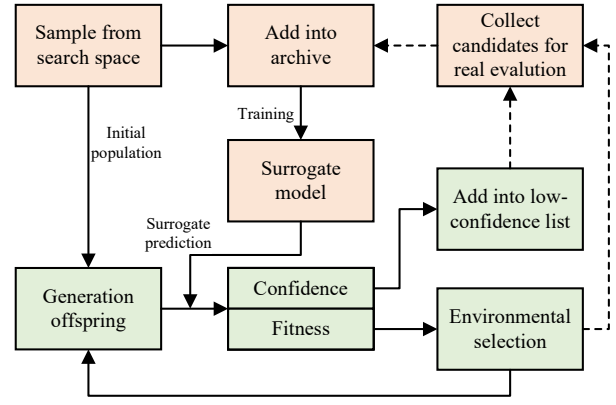 Sample from
search space
Add into
archive
Collect
candidates for
real evalution
Training
Initial
population
Surrogate
model
Add into low-
confidence list
Surrogate
prediction
Generation
offspring
Confidence
Fitness
Environmental
selection